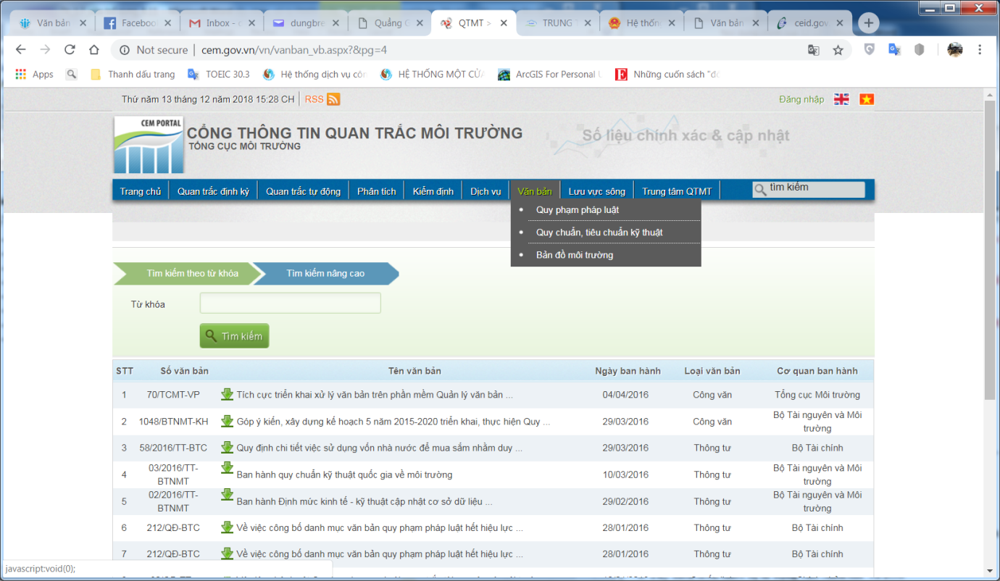 Văn bản
Faceboo
Inbox -
dungbre
Quảng
QTMT >
TRUNG
Hệ thốn
Văn bản
ceid.gov
Not secure | cem.gov.vn/vn/vanban_vb.aspx?&pg=4
Apps
Thanh dấu trang
TOEIC 30.3
Hệ thống dịch vụ côn
HỆ THỐNG MỘT CỬA
ArcGIS For Personal
Những cuốn sách "đo
Thứ năm 13 tháng 12 năm 2018 15:28 CH
RSS
Đăng nhập
CEM PORTAL
CỔNG THÔNG TIN QUAN TRẮC MÔI TRƯỜNG
TỔNG CỤC MÔI TRƯỜNG
Số liệu chính xác & cập nhật
Trang chủ
Quan trắc định kỳ
Quan trắc tự động
Phân tích
Kiểm định
Dịch vụ
Văn bản
Lưu vực sông
Trung tâm QTMT
tìm kiếm
Quy phạm pháp luật
Quy chuẩn, tiêu chuẩn kỹ thuật
Bản đồ môi trường
Tìm kiếm theo từ khóa
Tìm kiếm nâng cao
Từ khóa
Tìm kiếm
STT Số văn bản Tên văn bản Ngày ban hành Loại văn bản Cơ quan ban hành
1 70/TCMT-VP Tích cực triển khai xử lý văn bản trên phần mềm Quản lý văn bản ... 04/04/2016 Công văn Tổng cục Môi trường
2 1048/BTNMT-KH Góp ý kiến, xây dựng kế hoạch 5 năm 2015-2020 triển khai, thực hiện Quy ... 29/03/2016 Công văn Bộ Tài nguyên và Môi
trường
3 58/2016/TT-BTC Quy định chi tiết việc sử dụng vốn nhà nước để mua sắm nhằm duy ... 29/03/2016 Thông tư Bộ Tài chính
4 03/2016/TT- Ban hành quy chuẩn kỹ thuật quốc gia về môi trường 10/03/2016 Thông tư Bộ Tài nguyên và Môi
BTNMT trường
5 02/2016/TT- Ban hành Định mức kinh tế - kỹ thuật cập nhật cơ sở dữ liệu ... 29/02/2016 Thông tư Bộ Tài nguyên và Môi
BTNMT trường
6 212/QĐ-BTC Về việc công bố danh mục văn bản quy phạm pháp luật hết hiệu lực ... 28/01/2016 Thông tư Bộ Tài chính
7 212/QĐ-BTC Về việc công bố danh mục văn bản quy phạm pháp luật hết hiệu lực ... 28/01/2016 Thông tư Bộ Tài chính
javascript:void(0);